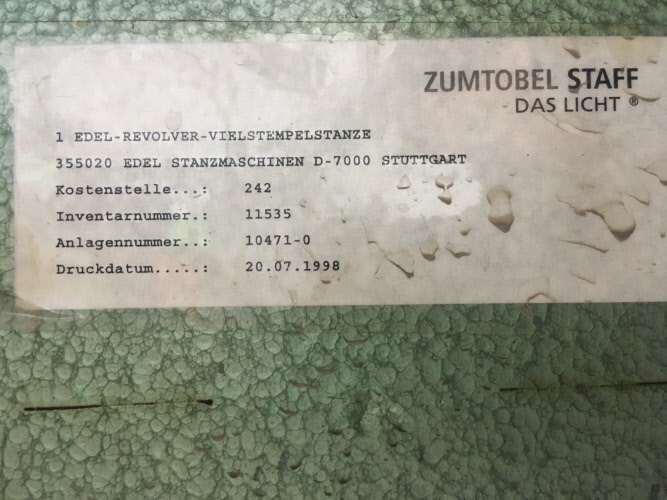 ZUMTOBEL STAFF
DAS LICHT ®
1 EDEL-REVOLVER-VIELSTEMPELSTANZE
355020 EDEL STANZMASCHINEN D-7000 STUTTGART
Kostenstelle...: 242
Inventarnummer.: 11535
Anlagennummer..: 10471-0
Druckdatum.....: 20.07.1998